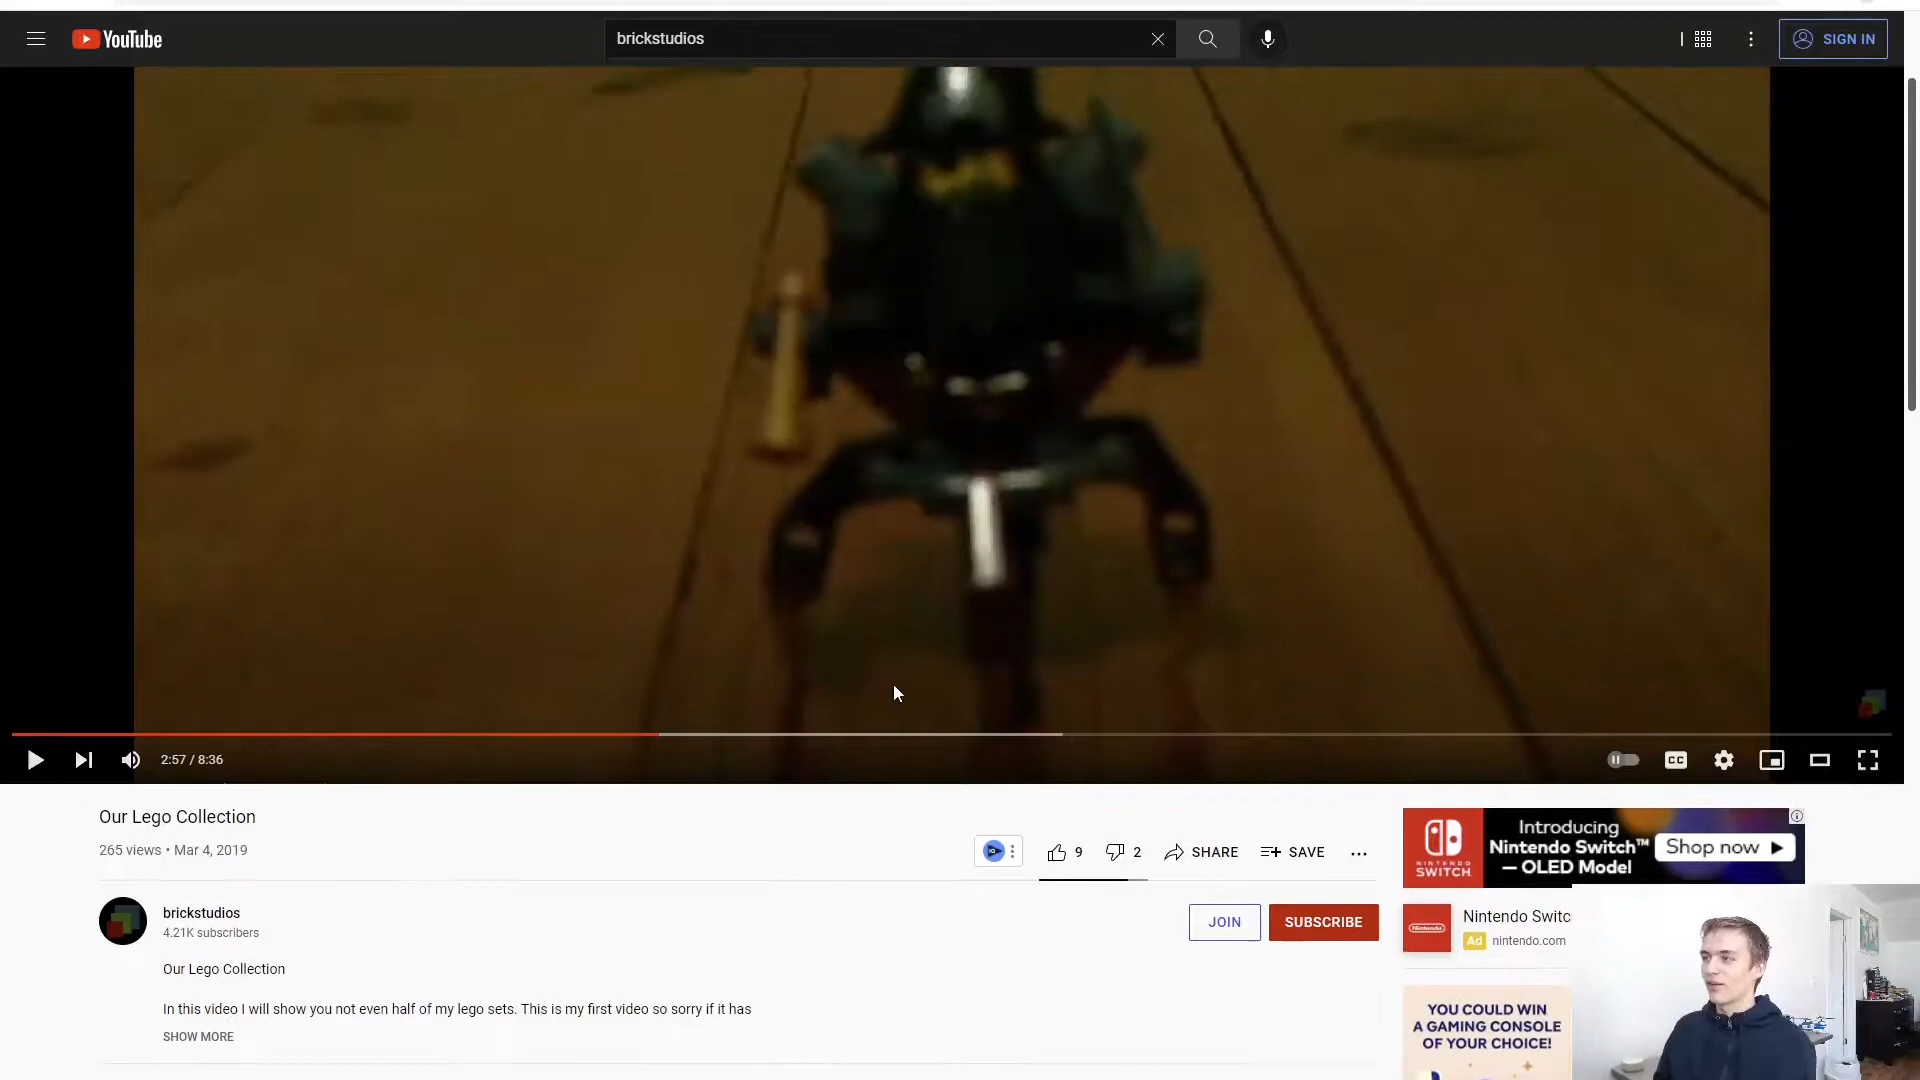 YouTube
brickstudios
SIGN IN
2:57 / 8:36
CC
Our Lego Collection
265 views • Mar 4, 2019
9
2
SHARE
SAVE
brickstudios
4.21K subscribers
JOIN
SUBSCRIBE
Our Lego Collection
In this video I will show you not even half of my lego sets. This is my first video so sorry if it has
SHOW MORE
NINTENDO
SWITCH
Introducing
Nintendo Switch™
— OLED Model
Shop now
Nintendo
Nintendo Switc
Ad nintendo.com
YOU COULD WIN
A GAMING CONSOLE
OF YOUR CHOICE!